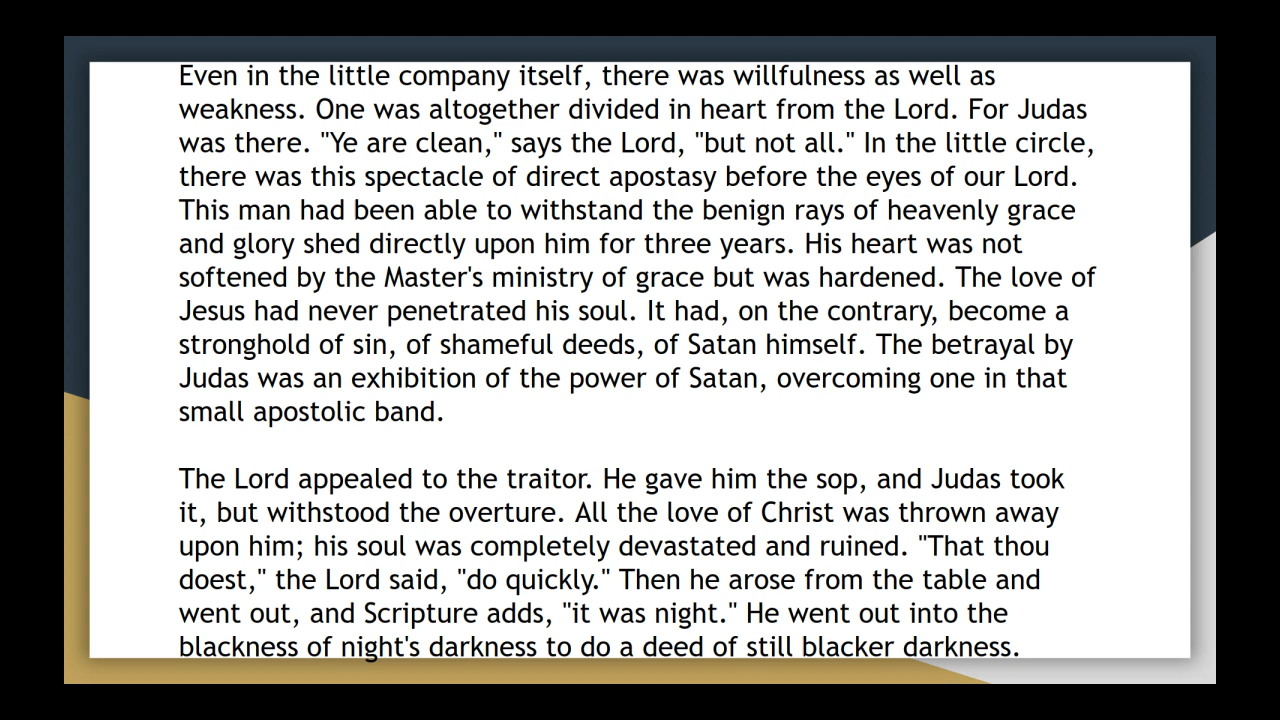 Even in the little company itself, there was willfulness as well as
weakness. One was altogether divided in heart from the Lord. For Judas
was there. "Ye are clean," says the Lord, "but not all." In the little circle,
there was this spectacle of direct apostasy before the eyes of our Lord.
This man had been able to withstand the benign rays of heavenly grace
and glory shed directly upon him for three years. His heart was not
softened by the Master's ministry of grace but was hardened. The love of
Jesus had never penetrated his soul. It had, on the contrary, become a
stronghold of sin, of shameful deeds, of Satan himself. The betrayal by
Judas was an exhibition of the power of Satan, overcoming one in that
small apostolic band.
The Lord appealed to the traitor. He gave him the sop, and Judas took
it, but withstood the overture. All the love of Christ was thrown away
upon him; his soul was completely devastated and ruined. "That thou
doest," the Lord said, "do quickly." Then he arose from the table and
went out, and Scripture adds, "it was night." He went out into the
blackness of night's darkness to do a deed of still blacker darkness.